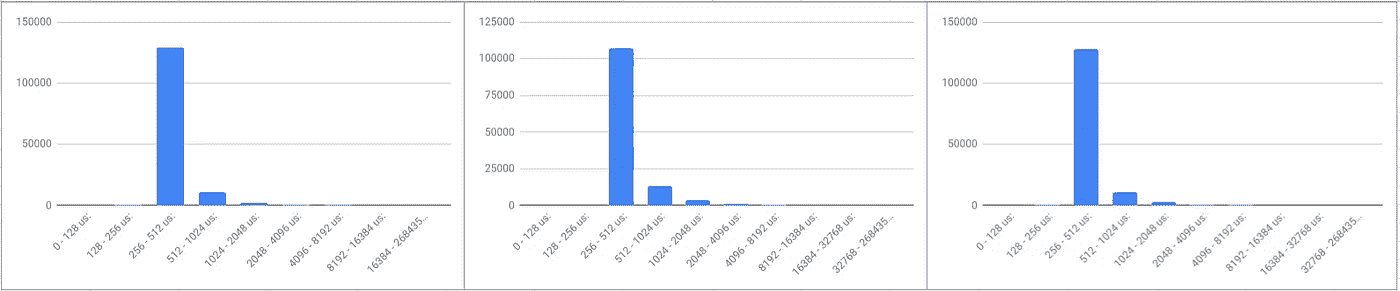 150000
100000
50000
0
0 - 128 us:
128 - 256 us:
256 - 512 us:
512 - 1024 us:
1024 - 2048 us:
2048 - 4096 us:
4096 - 8192 us:
8192 - 16384 us:
16384 - 268435...
125000
100000
75000
50000
25000
0
0 - 128 us:
128 - 256 us:
256 - 512 us:
512 - 1024 us:
1024 - 2048 us:
2048 - 4096 us:
4096 - 8192 us:
8192 - 16384 us:
16384 - 32768 us:
32768 - 268435...
150000
100000
50000
0
0 - 128 us:
128 - 256 us:
256 - 512 us:
512 - 1024 us:
1024 - 2048 us:
2048 - 4096 us:
4096 - 8192 us:
8192 - 16384 us:
16384 - 32768 us:
32768 - 268435...